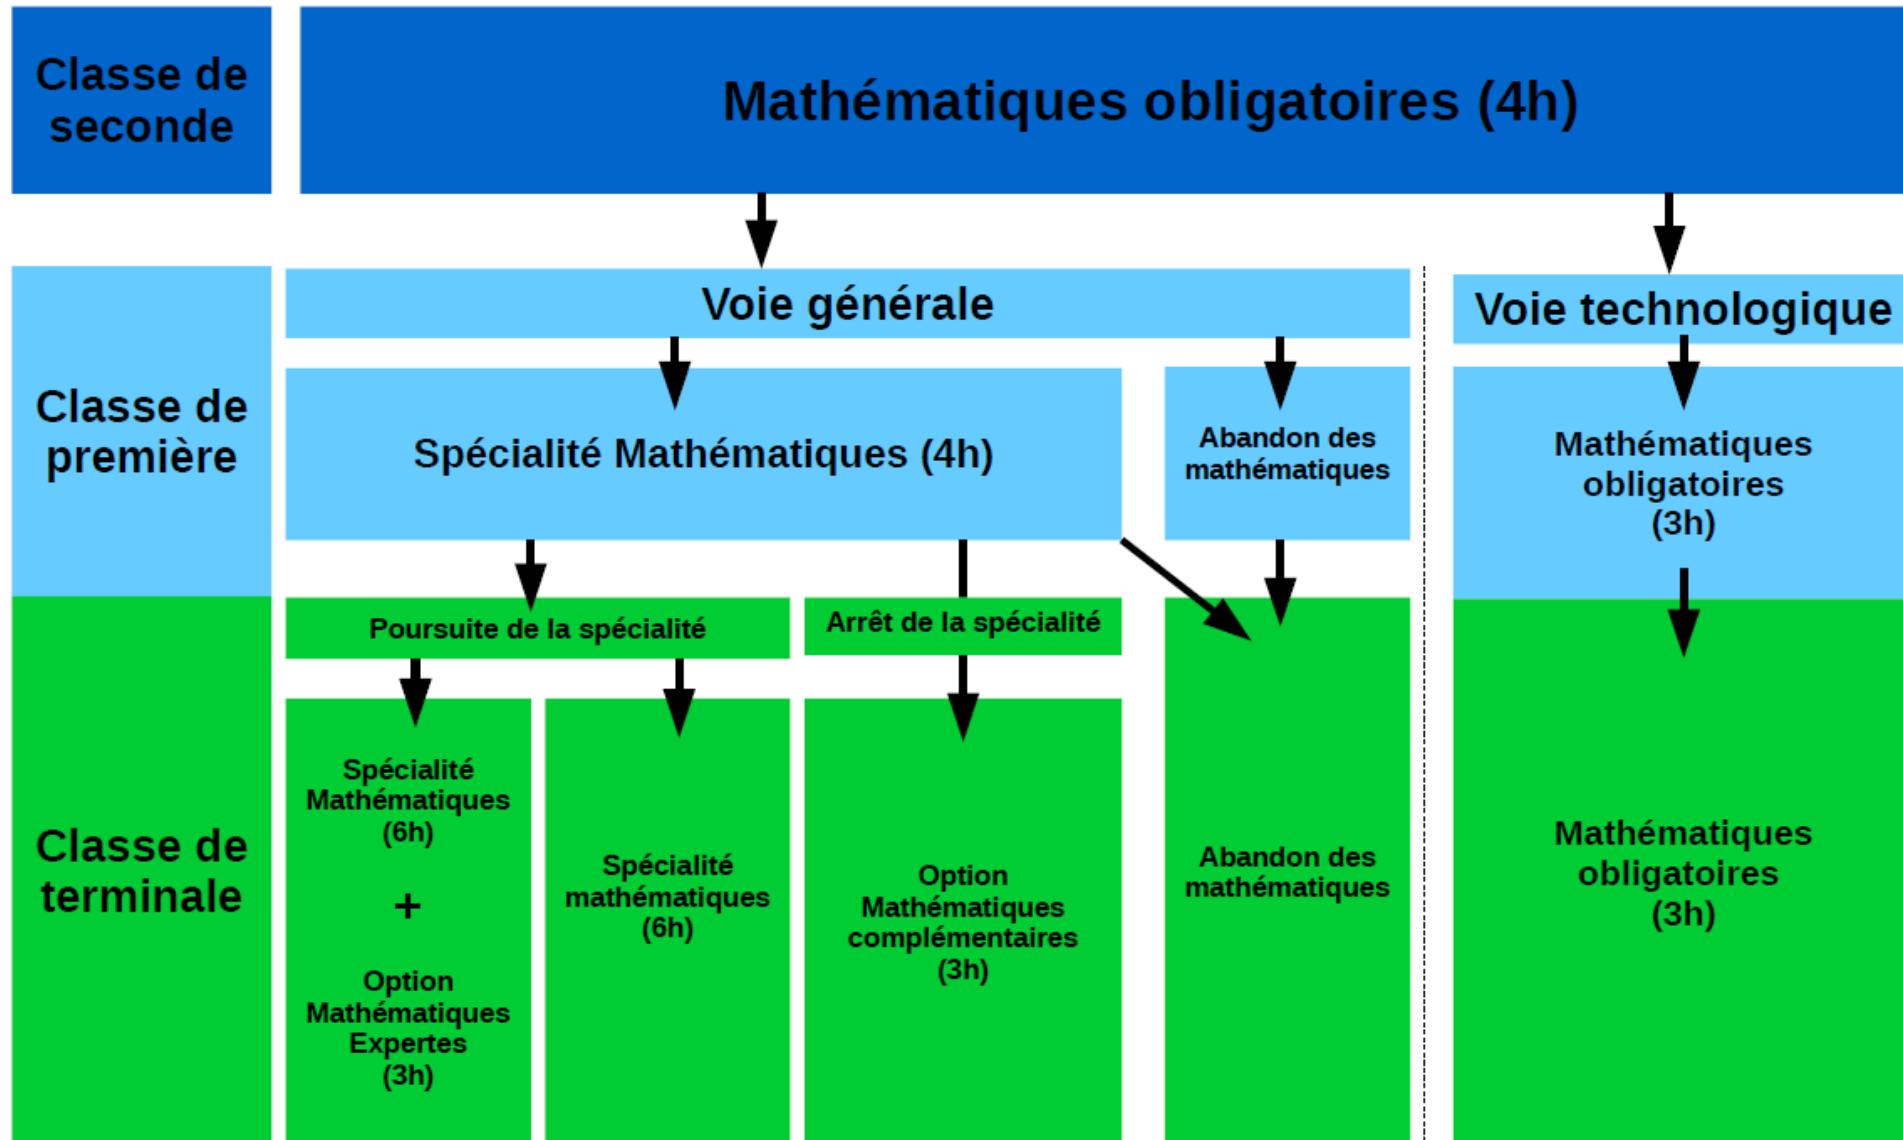 Classe de
seconde
Mathématiques obligatoires (4h)
Classe de
première
Voie générale
Voie technologique
Spécialité Mathématiques (4h)
Abandon des
mathématiques
Mathématiques
obligatoires
(3h)
Classe de
terminale
Poursuite de la spécialité
Arrêt de la spécialité
Spécialité
Mathématiques
(6h)
+
Option
Mathématiques
Expertes
(3h)
Spécialité
mathématiques
(6h)
Option
Mathématiques
complémentaires
(3h)
Abandon des
mathématiques
Mathématiques
obligatoires
(3h)